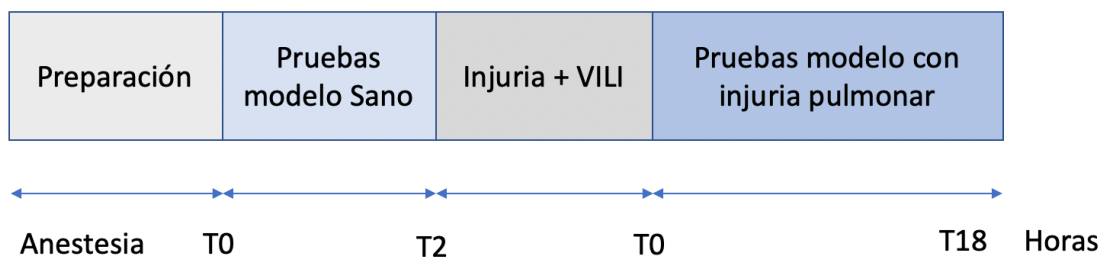 Preparación
Pruebas
modelo Sano
Injuria + VILI
Pruebas modelo con
injuria pulmonar
Anestesia T0 T2 T0 T18 Horas